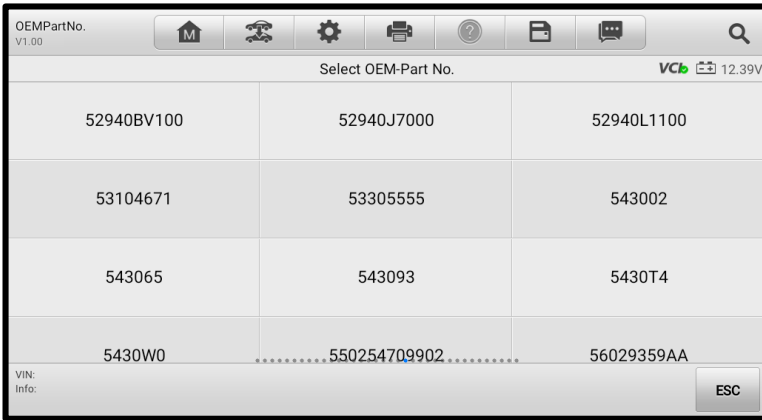 OEMPartNo.
V1.00
M
?
Select OEM-Part No.
VCI 12.39V
52940BV100 52940J7000 52940L1100
53104671 53305555 543002
543065 543093 5430T4
5430W0 550254709902 56029359AA
VIN:
Info:
ESC